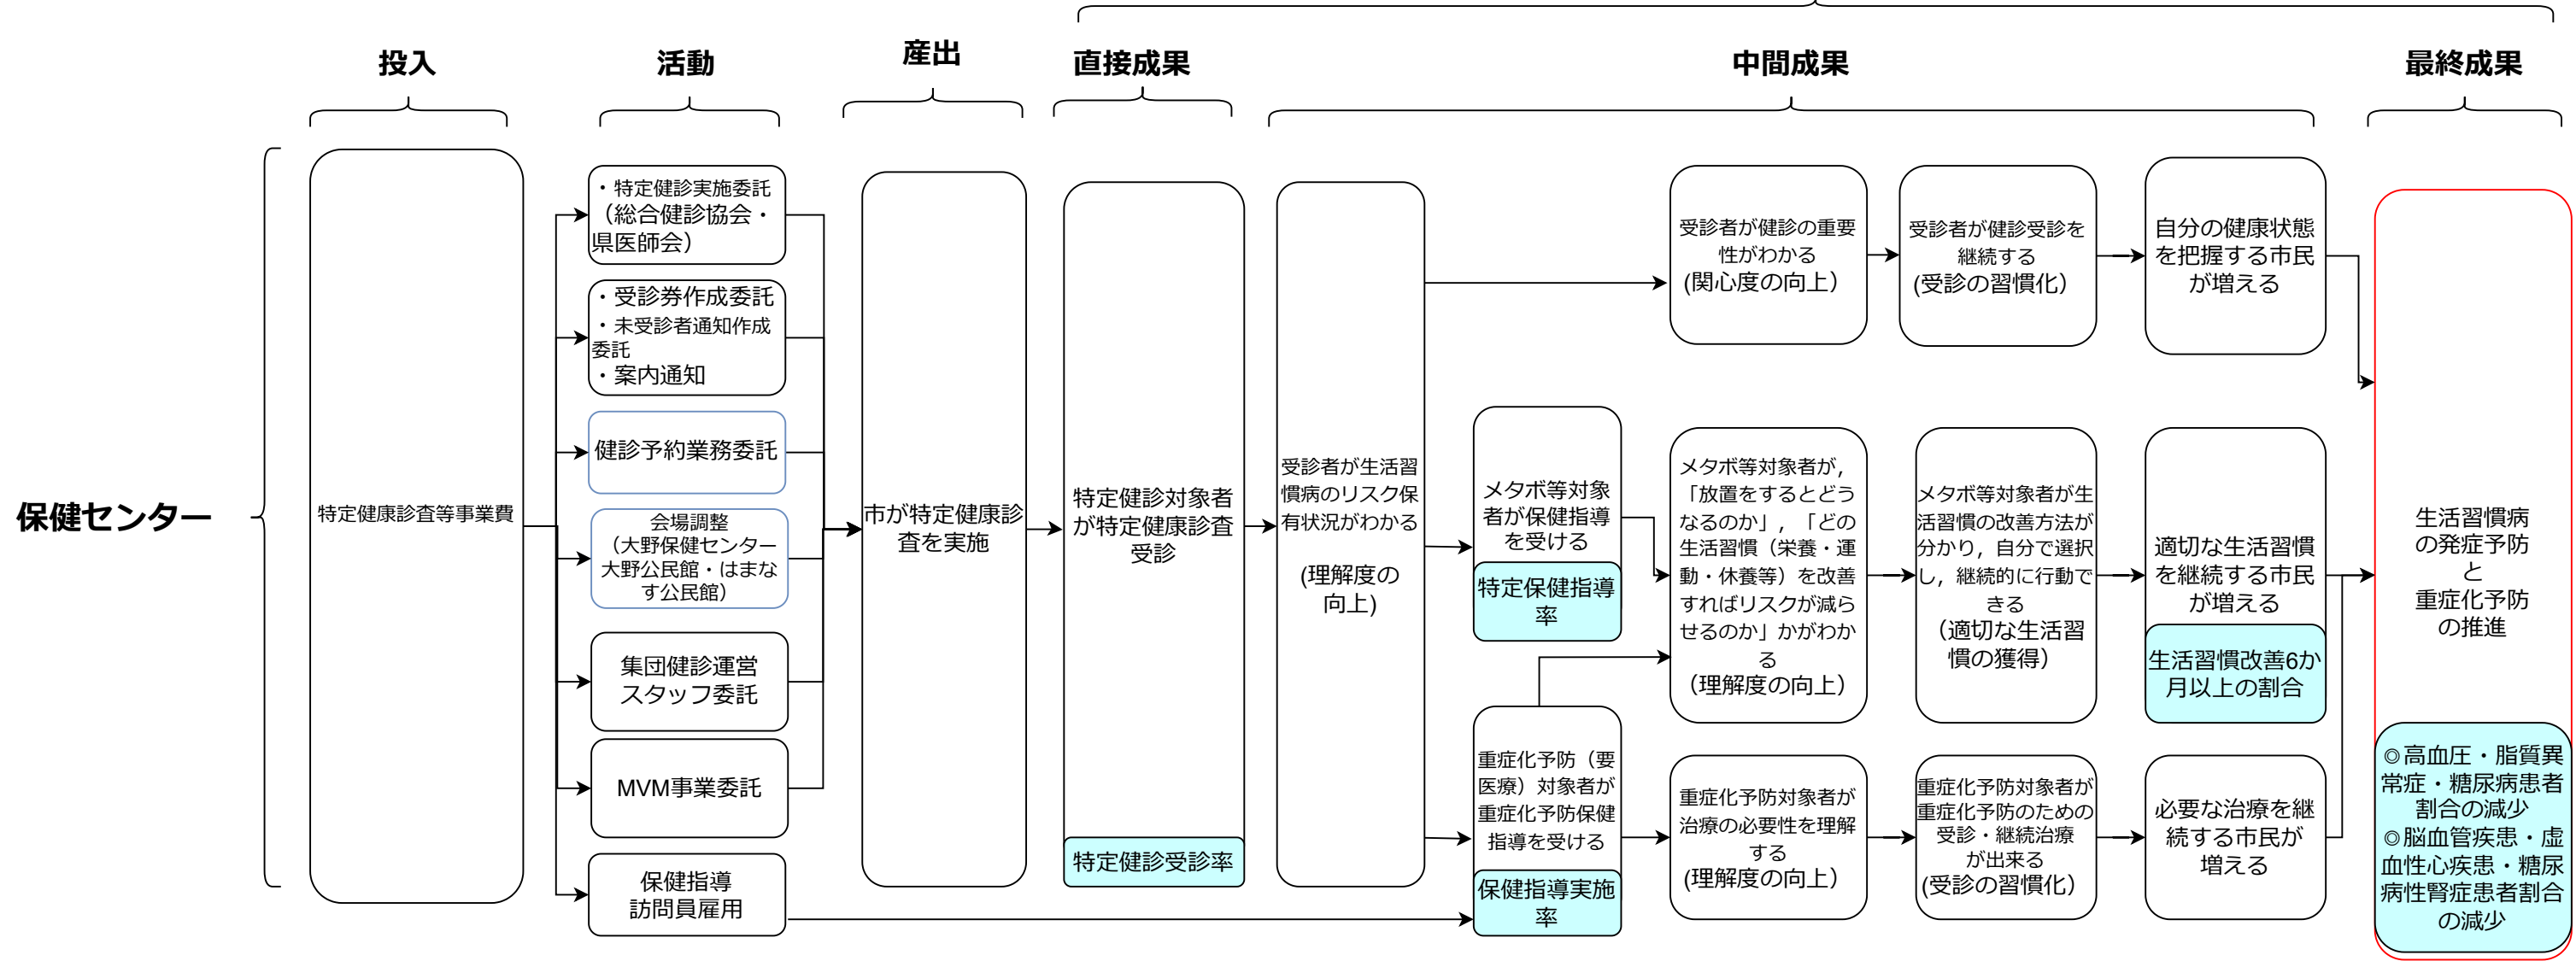 投入
活動
産出
直接成果
中間成果
最終成果
保健センター
特定健康診査等事業費
・特定健診実施委託
（総合健診協会・
県医師会）
・受診券作成委託
・未受診者通知作成
委託
・案内通知
健診予約業務委託
会場調整
（大野保健センター
大野公民館・はまな
す公民館）
集団健診運営
スタッフ委託
MVM事業委託
保健指導
訪問員雇用
市が特定健康診
査を実施
特定健診対象者
が特定健康診査
受診
特定健診受診率
受診者が生活習
慣病のリスク保
有状況がわかる
(理解度の
向上)
メタボ等対象
者が保健指導
を受ける
特定保健指導
率
重症化予防（要
医療）対象者が
重症化予防保健
指導を受ける
保健指導実施
率
受診者が健診の重要
性がわかる
(関心度の向上）
受診者が健診受診を
継続する
(受診の習慣化）
自分の健康状態
を把握する市民
が増える
メタボ等対象者が，
「放置をするとどう
なるのか」，「どの
生活習慣（栄養・運
動・休養等）を改善
すればリスクが減ら
せるのか」かがわか
る
（理解度の向上）
メタボ等対象者が生
活習慣の改善方法が
分かり，自分で選択
し，継続的に行動で
きる
（適切な生活習
慣の獲得）
適切な生活習慣
を継続する市民
が増える
生活習慣改善6か
月以上の割合
重症化予防対象者が
治療の必要性を理解
する
(理解度の向上）
重症化予防対象者が
重症化予防のための
受診・継続治療
が出来る
(受診の習慣化）
必要な治療を継
続する市民が
増える
生活習慣病
の発症予防
と
重症化予防
の推進
◎高血圧・脂質異
常症・糖尿病患者
割合の減少
◎脳血管疾患・虚
血性心疾患・糖尿
病性腎症患者割合
の減少